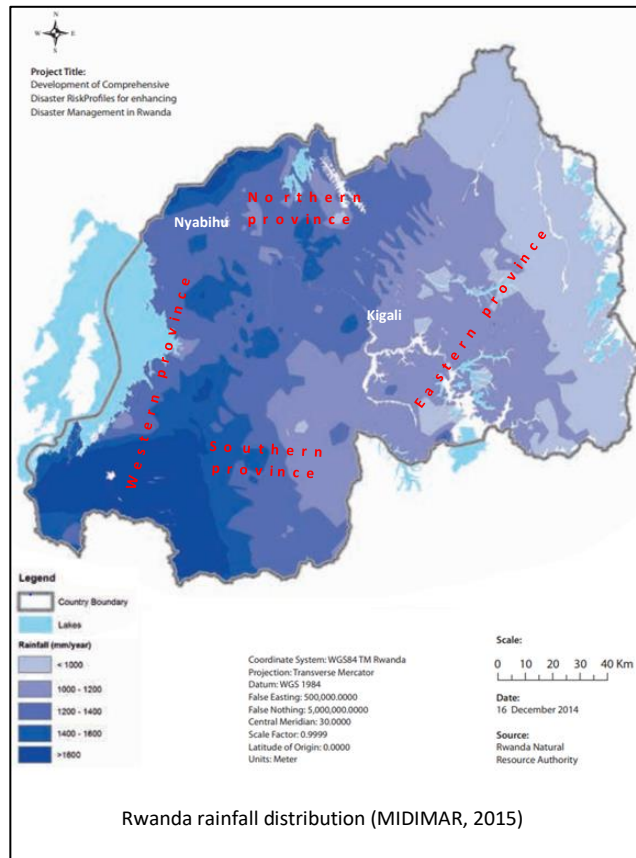 N
W E
S
Project Title:
Development of Comprehensive
Disaster RiskProfiles for enhancing
Disaster Management in Rwanda
Northern
province
Nyabihu
Western province
Kigali
Eastern province
Southern
province
Legend
Country Boundary
Lakes
Rainfall (mm/year)
< 1000
1000 - 1200
1200 - 1400
1400 - 1600
>1600
Coordinate System: WGS84 TM Rwanda
Projection: Transverse Mercator
Datum: WGS 1984
False Easting: 500,000.0000
False Nothing: 5,000,000.0000
Central Meridian: 30.0000
Scale Factor: 0.9999
Latitude of Origin: 0.0000
Units: Meter
Scale:
0 10 20 40 Km
Date:
16 December 2014
Source:
Rwanda Natural
Resource Authority
Rwanda rainfall distribution (MIDIMAR, 2015)